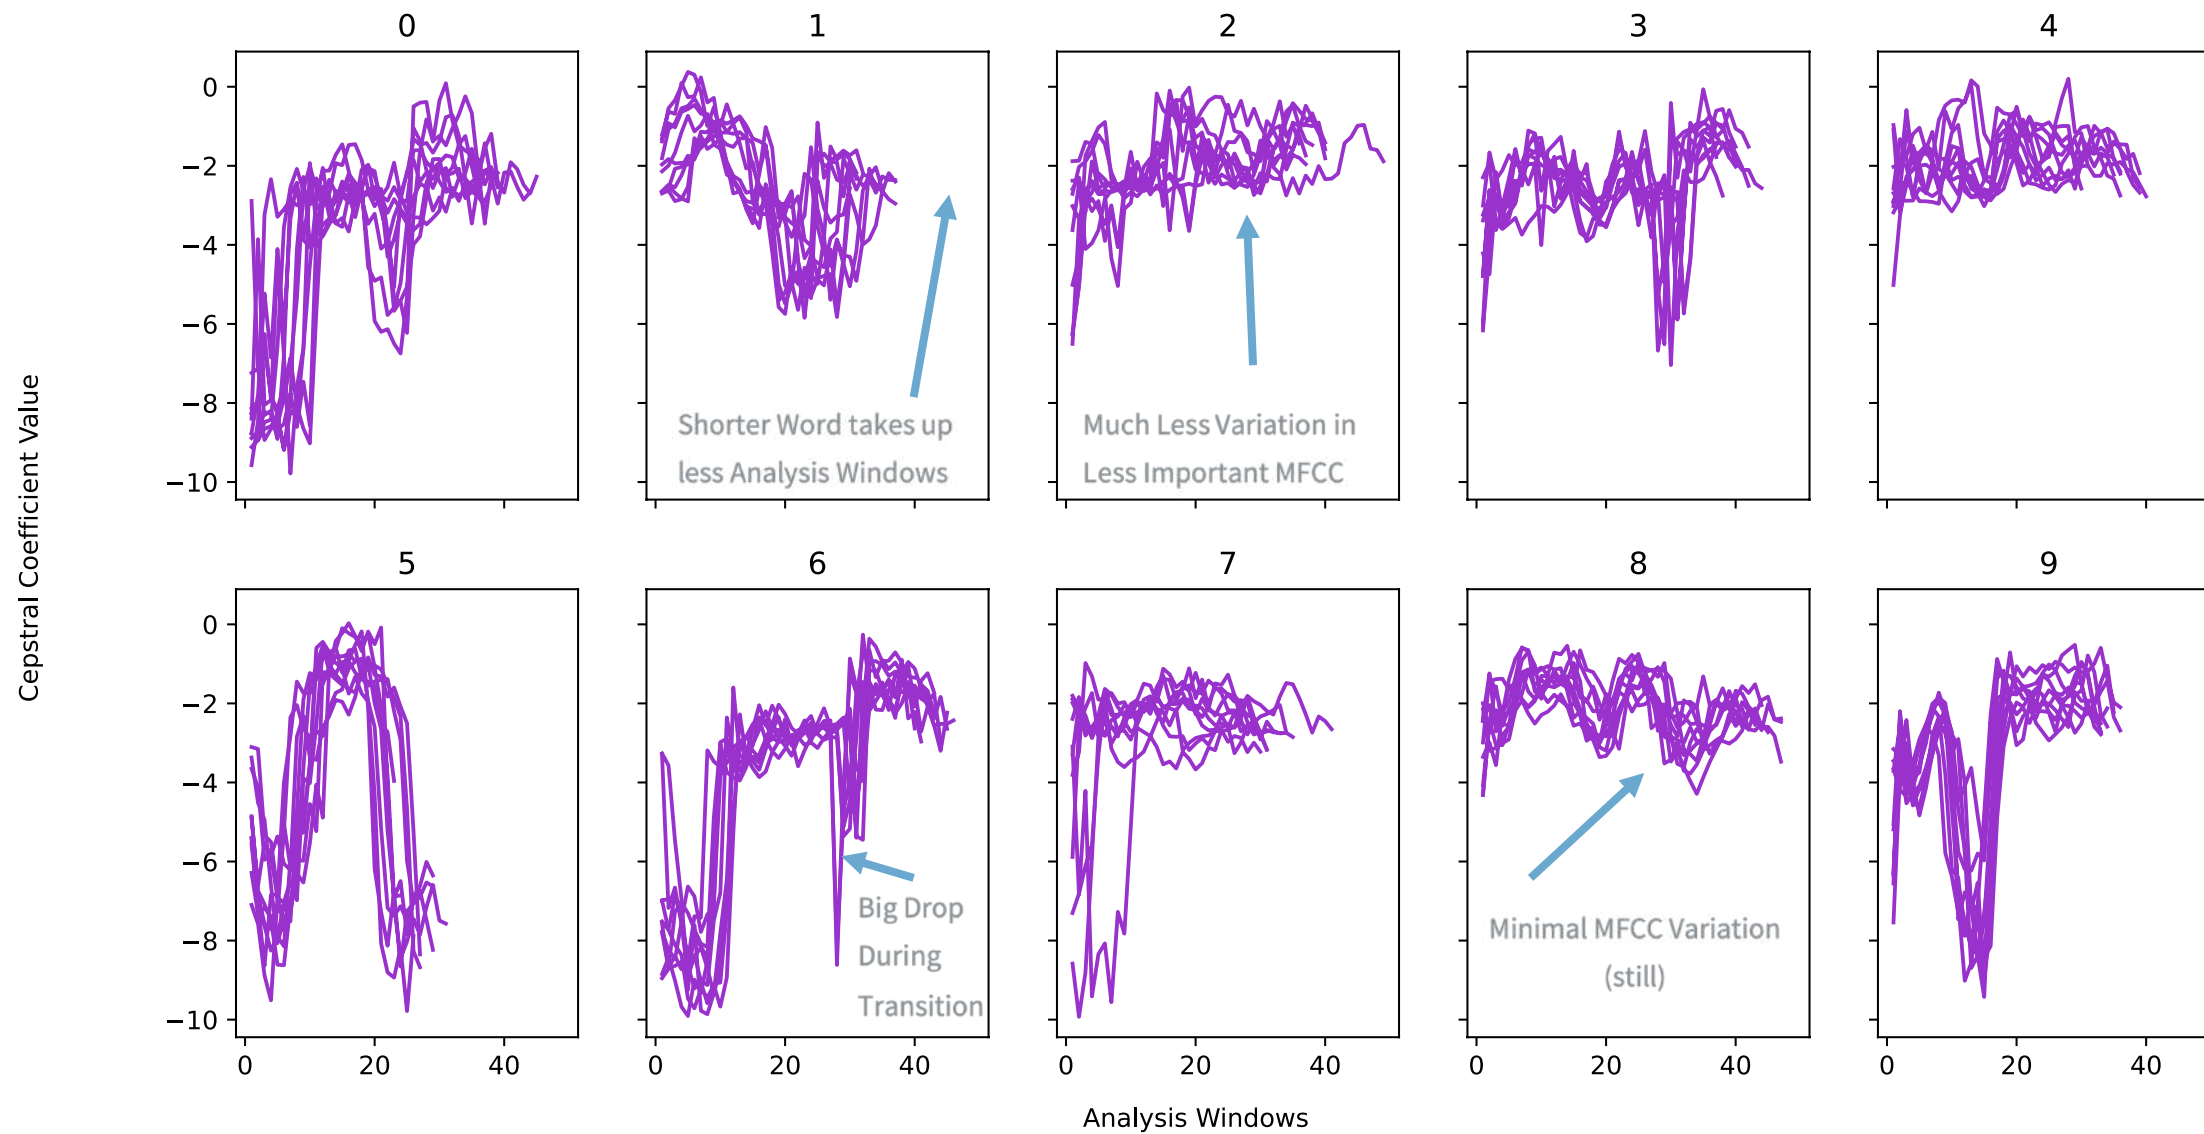 0 1 2 3 4
0
−2
−4
−6
−8
−10
Shorter Word takes up
less Analysis Windows
Much Less Variation in
Less Important MFCC
Cepstral Coefficient Value
5 6 7 8 9
0
−2
−4
−6
−8
−10
Big Drop
During
Transition
Minimal MFCC Variation
(still)
0 20 40 0 20 40 0 20 40 0 20 40 0 20 40
Analysis Windows